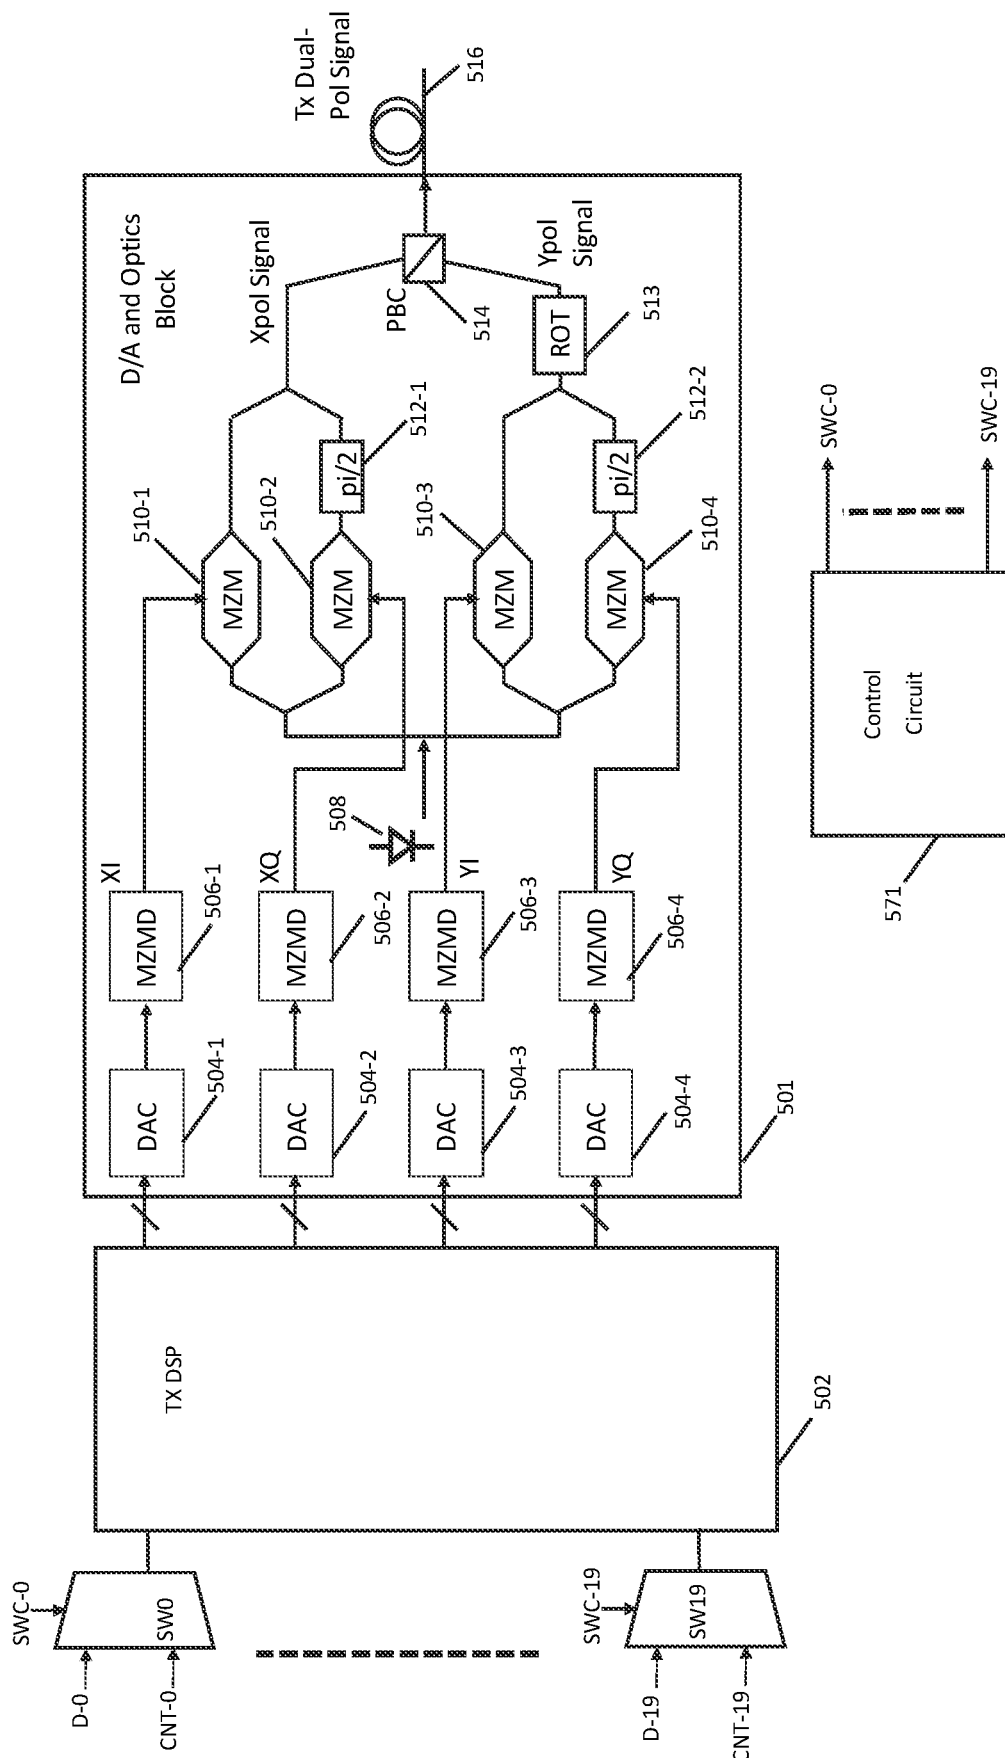 SWC-0
D-0
CNT-0
SW0
SWC-19
D-19
CNT-19
SW19
TX DSP
502
D/A and Optics
Block
501
DAC
504-1
DAC
504-2
DAC
504-3
DAC
504-4
XI
MZMD
506-1
XQ
MZMD
506-2
YI
MZMD
506-3
YQ
MZMD
506-4
508
510-1
MZM
510-2
MZM
510-3
MZM
510-4
MZM
pi/2
512-1
pi/2
512-2
Xpol Signal
Ypol
Signal
ROT
513
PBC
514
Tx Dual-
Pol Signal
516
Control
Circuit
571
SWC-0
SWC-19